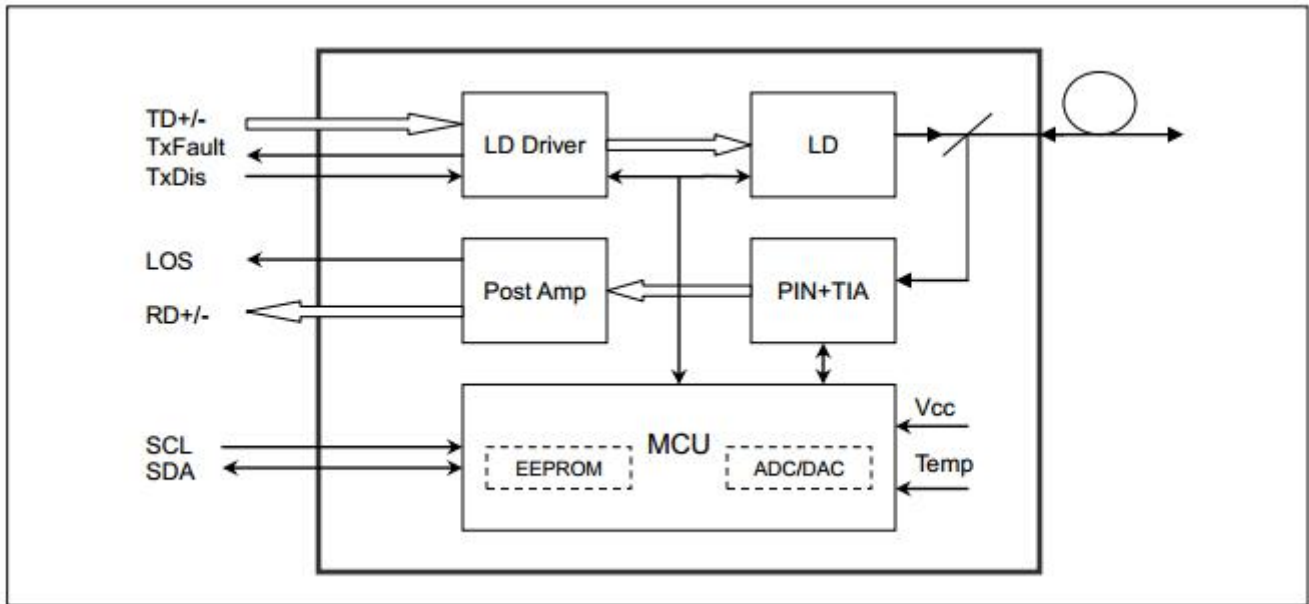 TD+/-
TxFault
TxDis
LD Driver
LD
LOS
RD+/-
Post Amp
PIN+TIA
SCL
SDA
MCU
EEPROM
ADC/DAC
Vcc
Temp